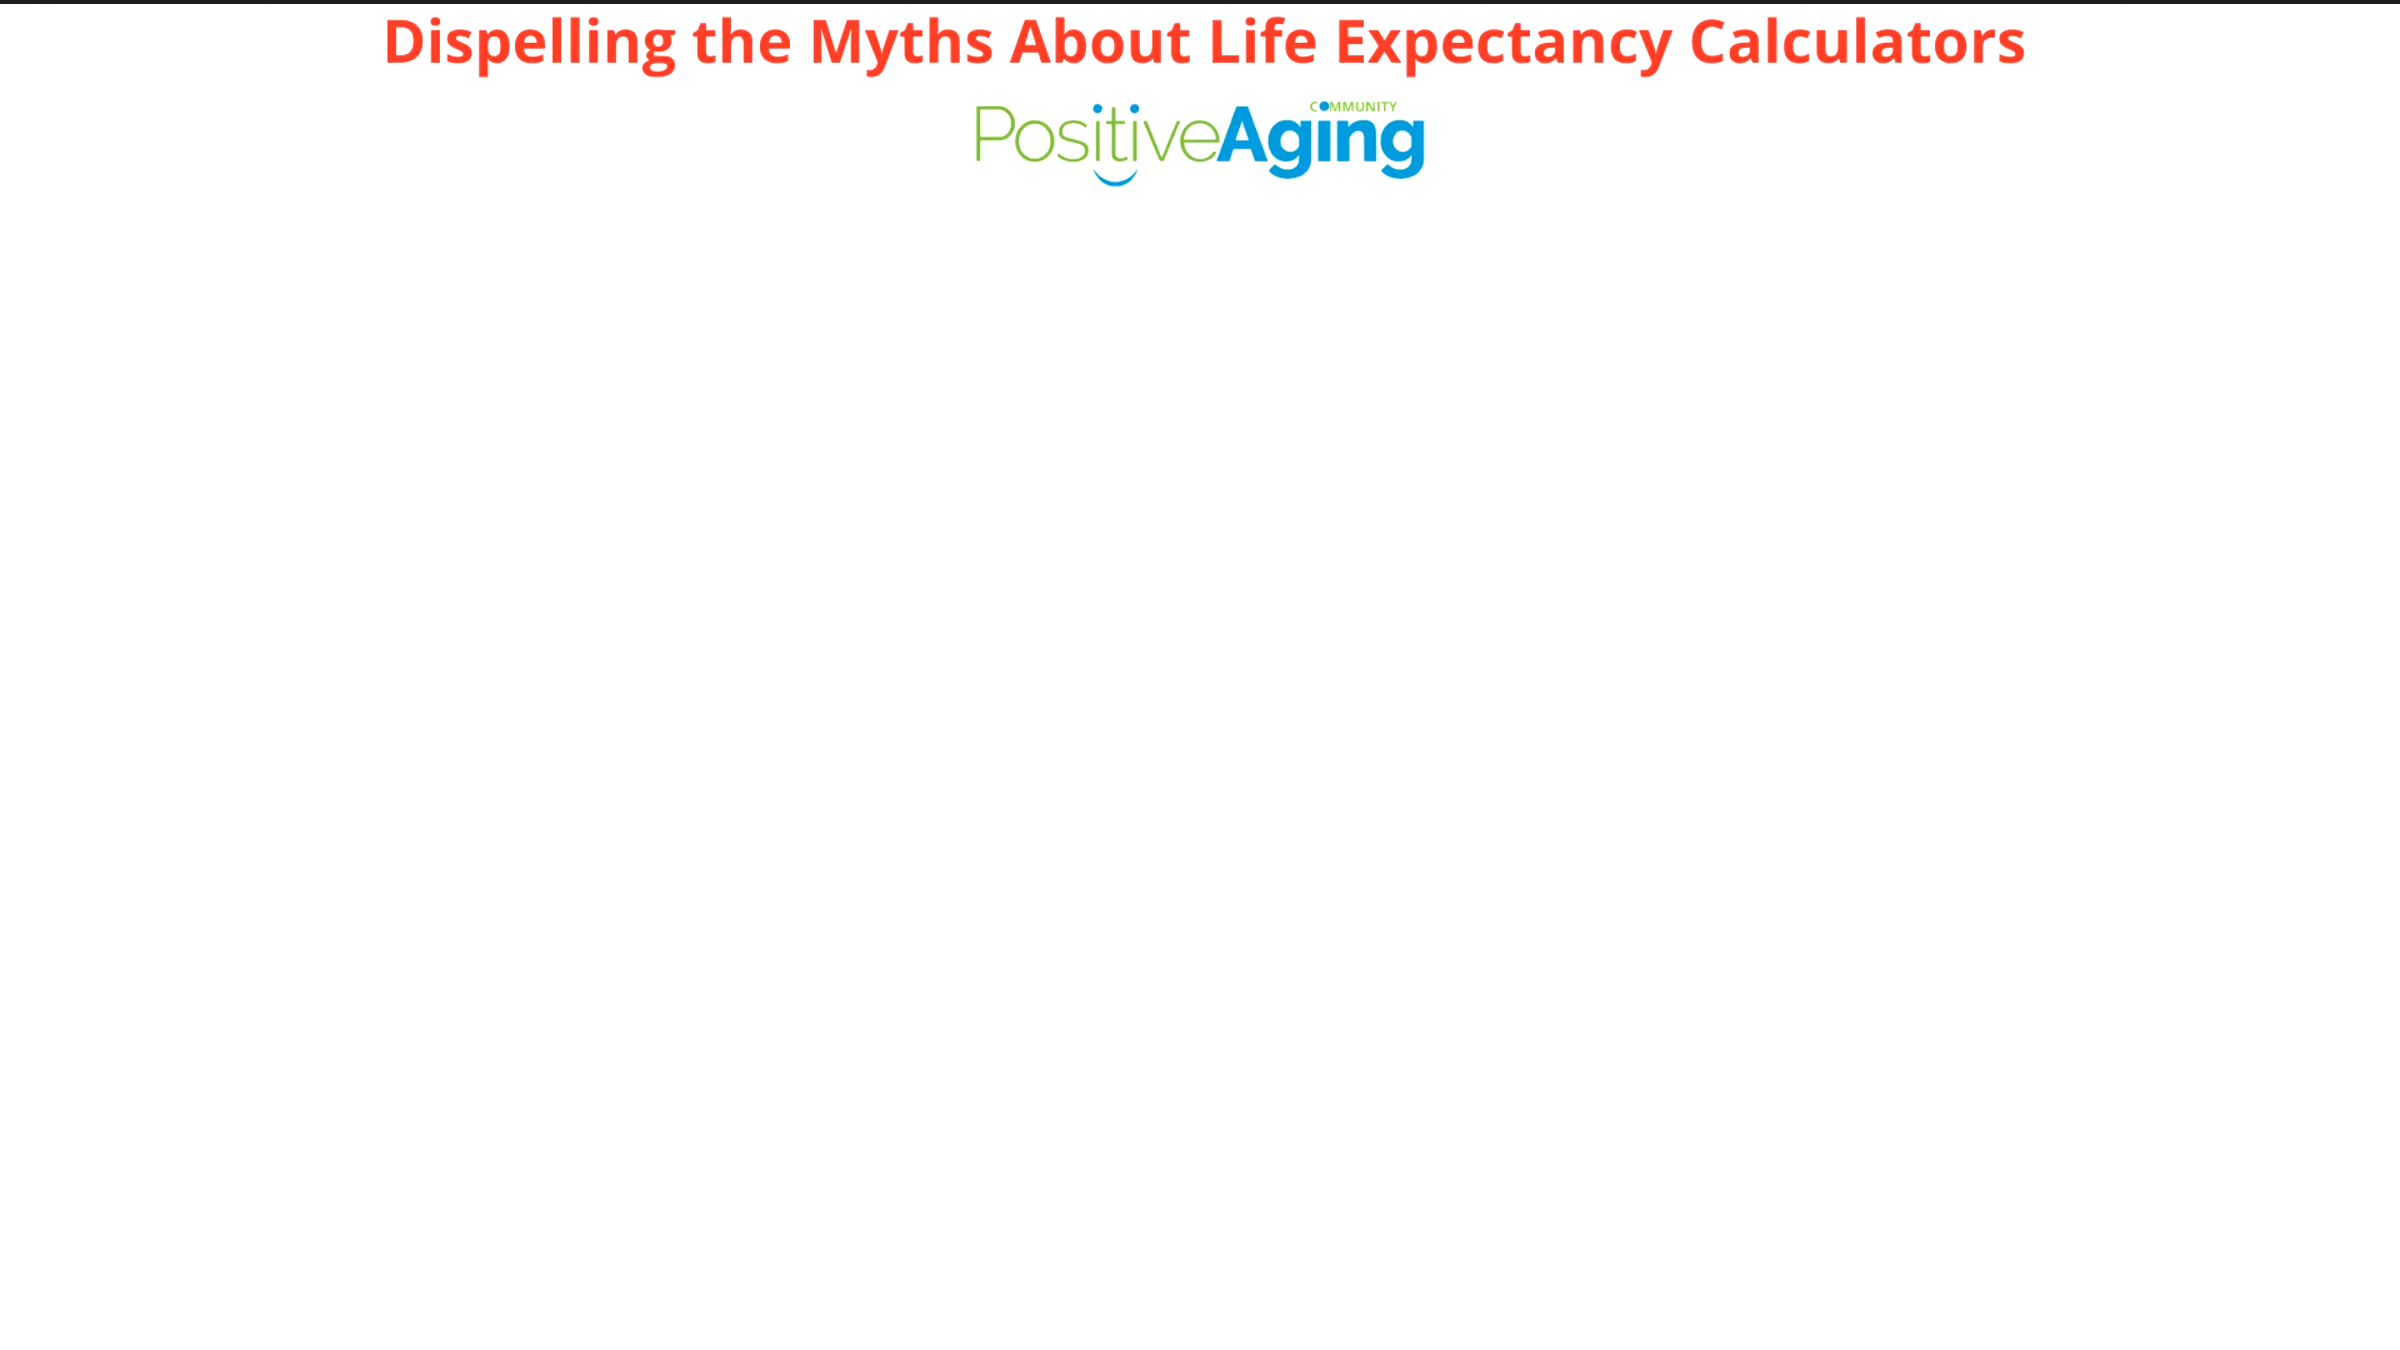 Dispelling the Myths About Life Expectancy Calculators
COMMUNITY
PositiveAging